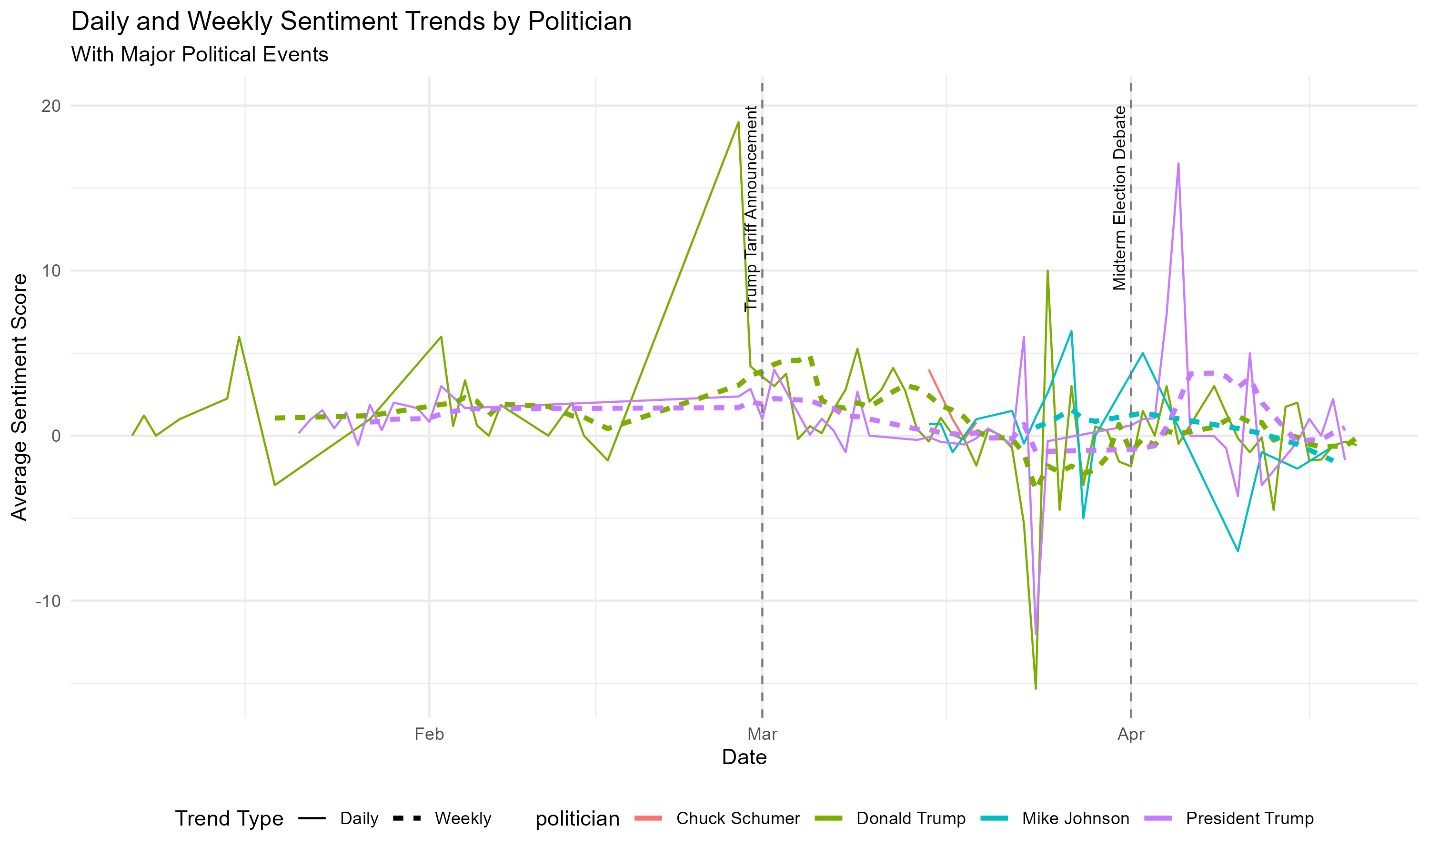 Daily and Weekly Sentiment Trends by Politician
With Major Political Events
20
10
0
-10
Average Sentiment Score
Trump Tariff Announcement
Midterm Election Debate
Feb
Mar
Apr
Date
Trend Type
Daily
Weekly
politician
Chuck Schumer
Donald Trump
Mike Johnson
President Trump